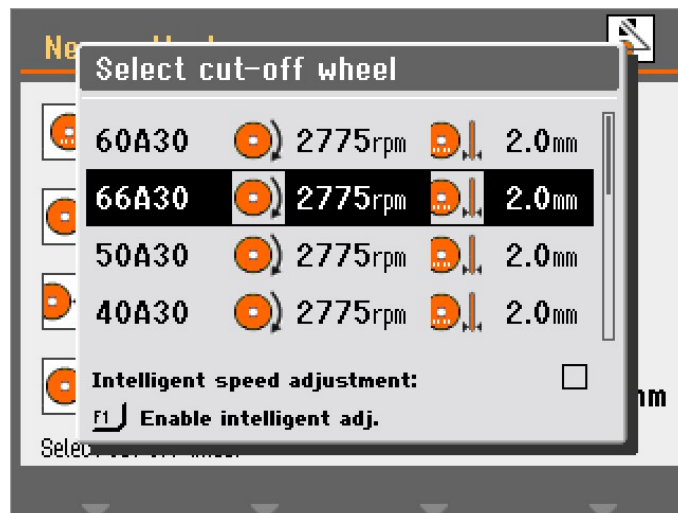 Ne
Select cut-off wheel
60A30 2775rpm 2.0mm
66A30 2775rpm 2.0mm
50A30 2775rpm 2.0mm
40A30 2775rpm 2.0mm
Intelligent speed adjustment:
F1 Enable intelligent adj.